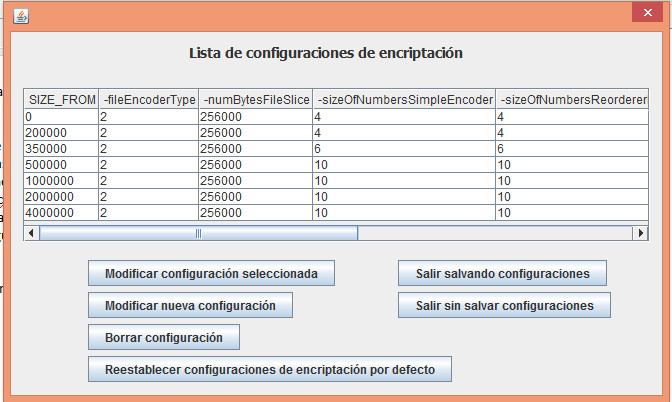 Lista de configuraciones de encriptación
SIZE_FROM -fileEncoderType -numBytesFileSlice -sizeOfNumbersSimpleEncoder -sizeOfNumbersReorderer
0 2 256000 4 4
200000 2 256000 4 4
350000 2 256000 6 6
500000 2 256000 10 10
1000000 2 256000 10 10
2000000 2 256000 10 10
4000000 2 256000 10 10
Modificar configuración seleccionada Salir salvando configuraciones
Modificar nueva configuración Salir sin salvar configuraciones
Borrar configuración
Reestablecer configuraciones de encriptación por defecto